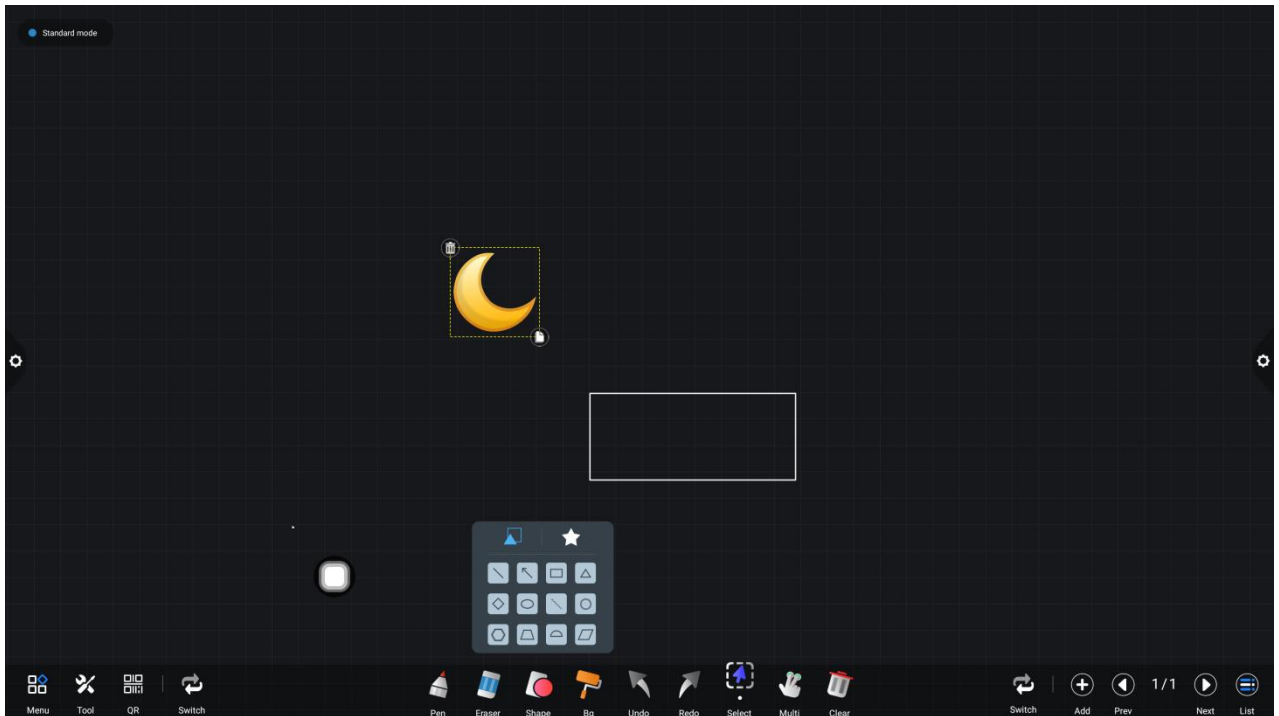 Standard mode
Menu
Tool
QR
Switch
Pen
Eraser
Shape
Bg
Undo
Redo
Select
Multi
Clear
Switch
Add
Prev
1/1
Next
List